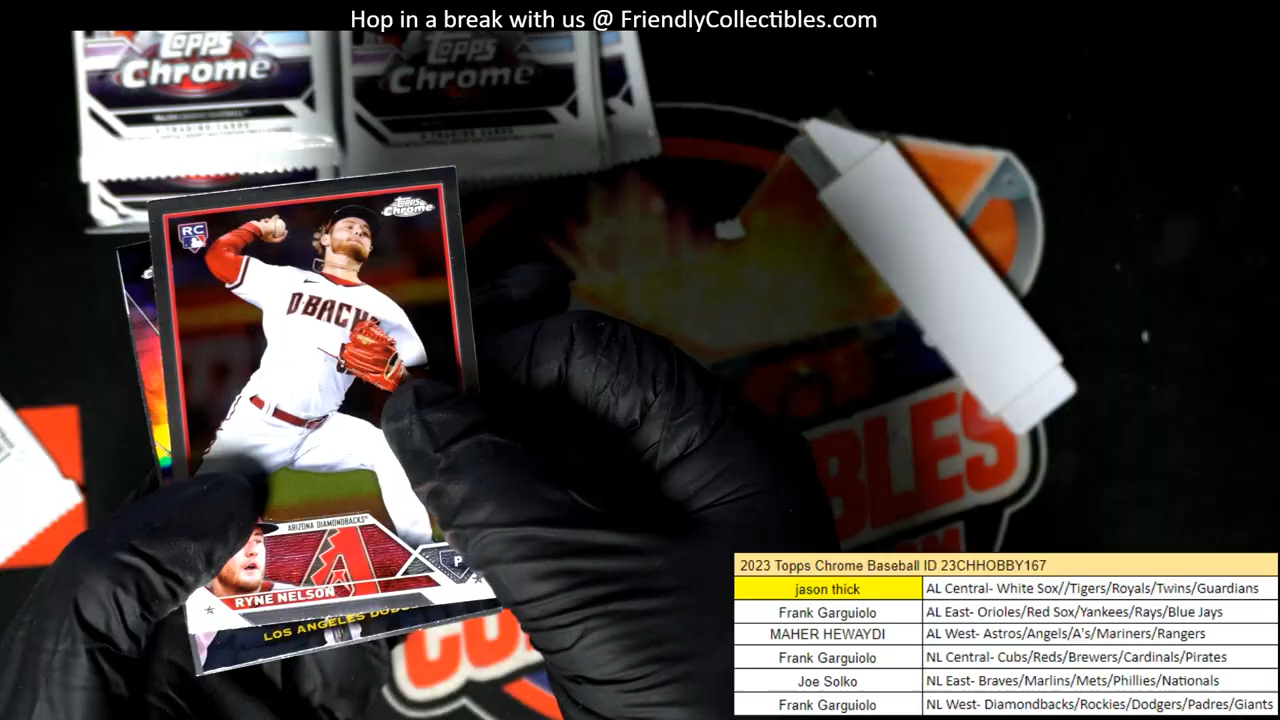 Hop in a break with us @ FriendlyCollectibles.com
Topps
Chrome
Topps
Chrome
Topps
Chrome
RC
D-BACK
ARIZONA DIAMONDBACKS
P
RYNE NELSON
LOS ANGELES
BLES
2023 Topps Chrome Baseball ID 23CHHOBBY167
jason thick AL Central- White Sox//Tigers/Royals/Twins/Guardians
Frank Garguiolo AL East- Orioles/Red Sox/Yankees/Rays/Blue Jays
MAHER HEWAYDI AL West- Astros/Angels/A's/Mariners/Rangers
Frank Garguiolo NL Central- Cubs/Reds/Brewers/Cardinals/Pirates
Joe Solko NL East- Braves/Marlins/Mets/Phillies/Nationals
Frank Garguiolo NL West- Diamondbacks/Rockies/Dodgers/Padres/Giants